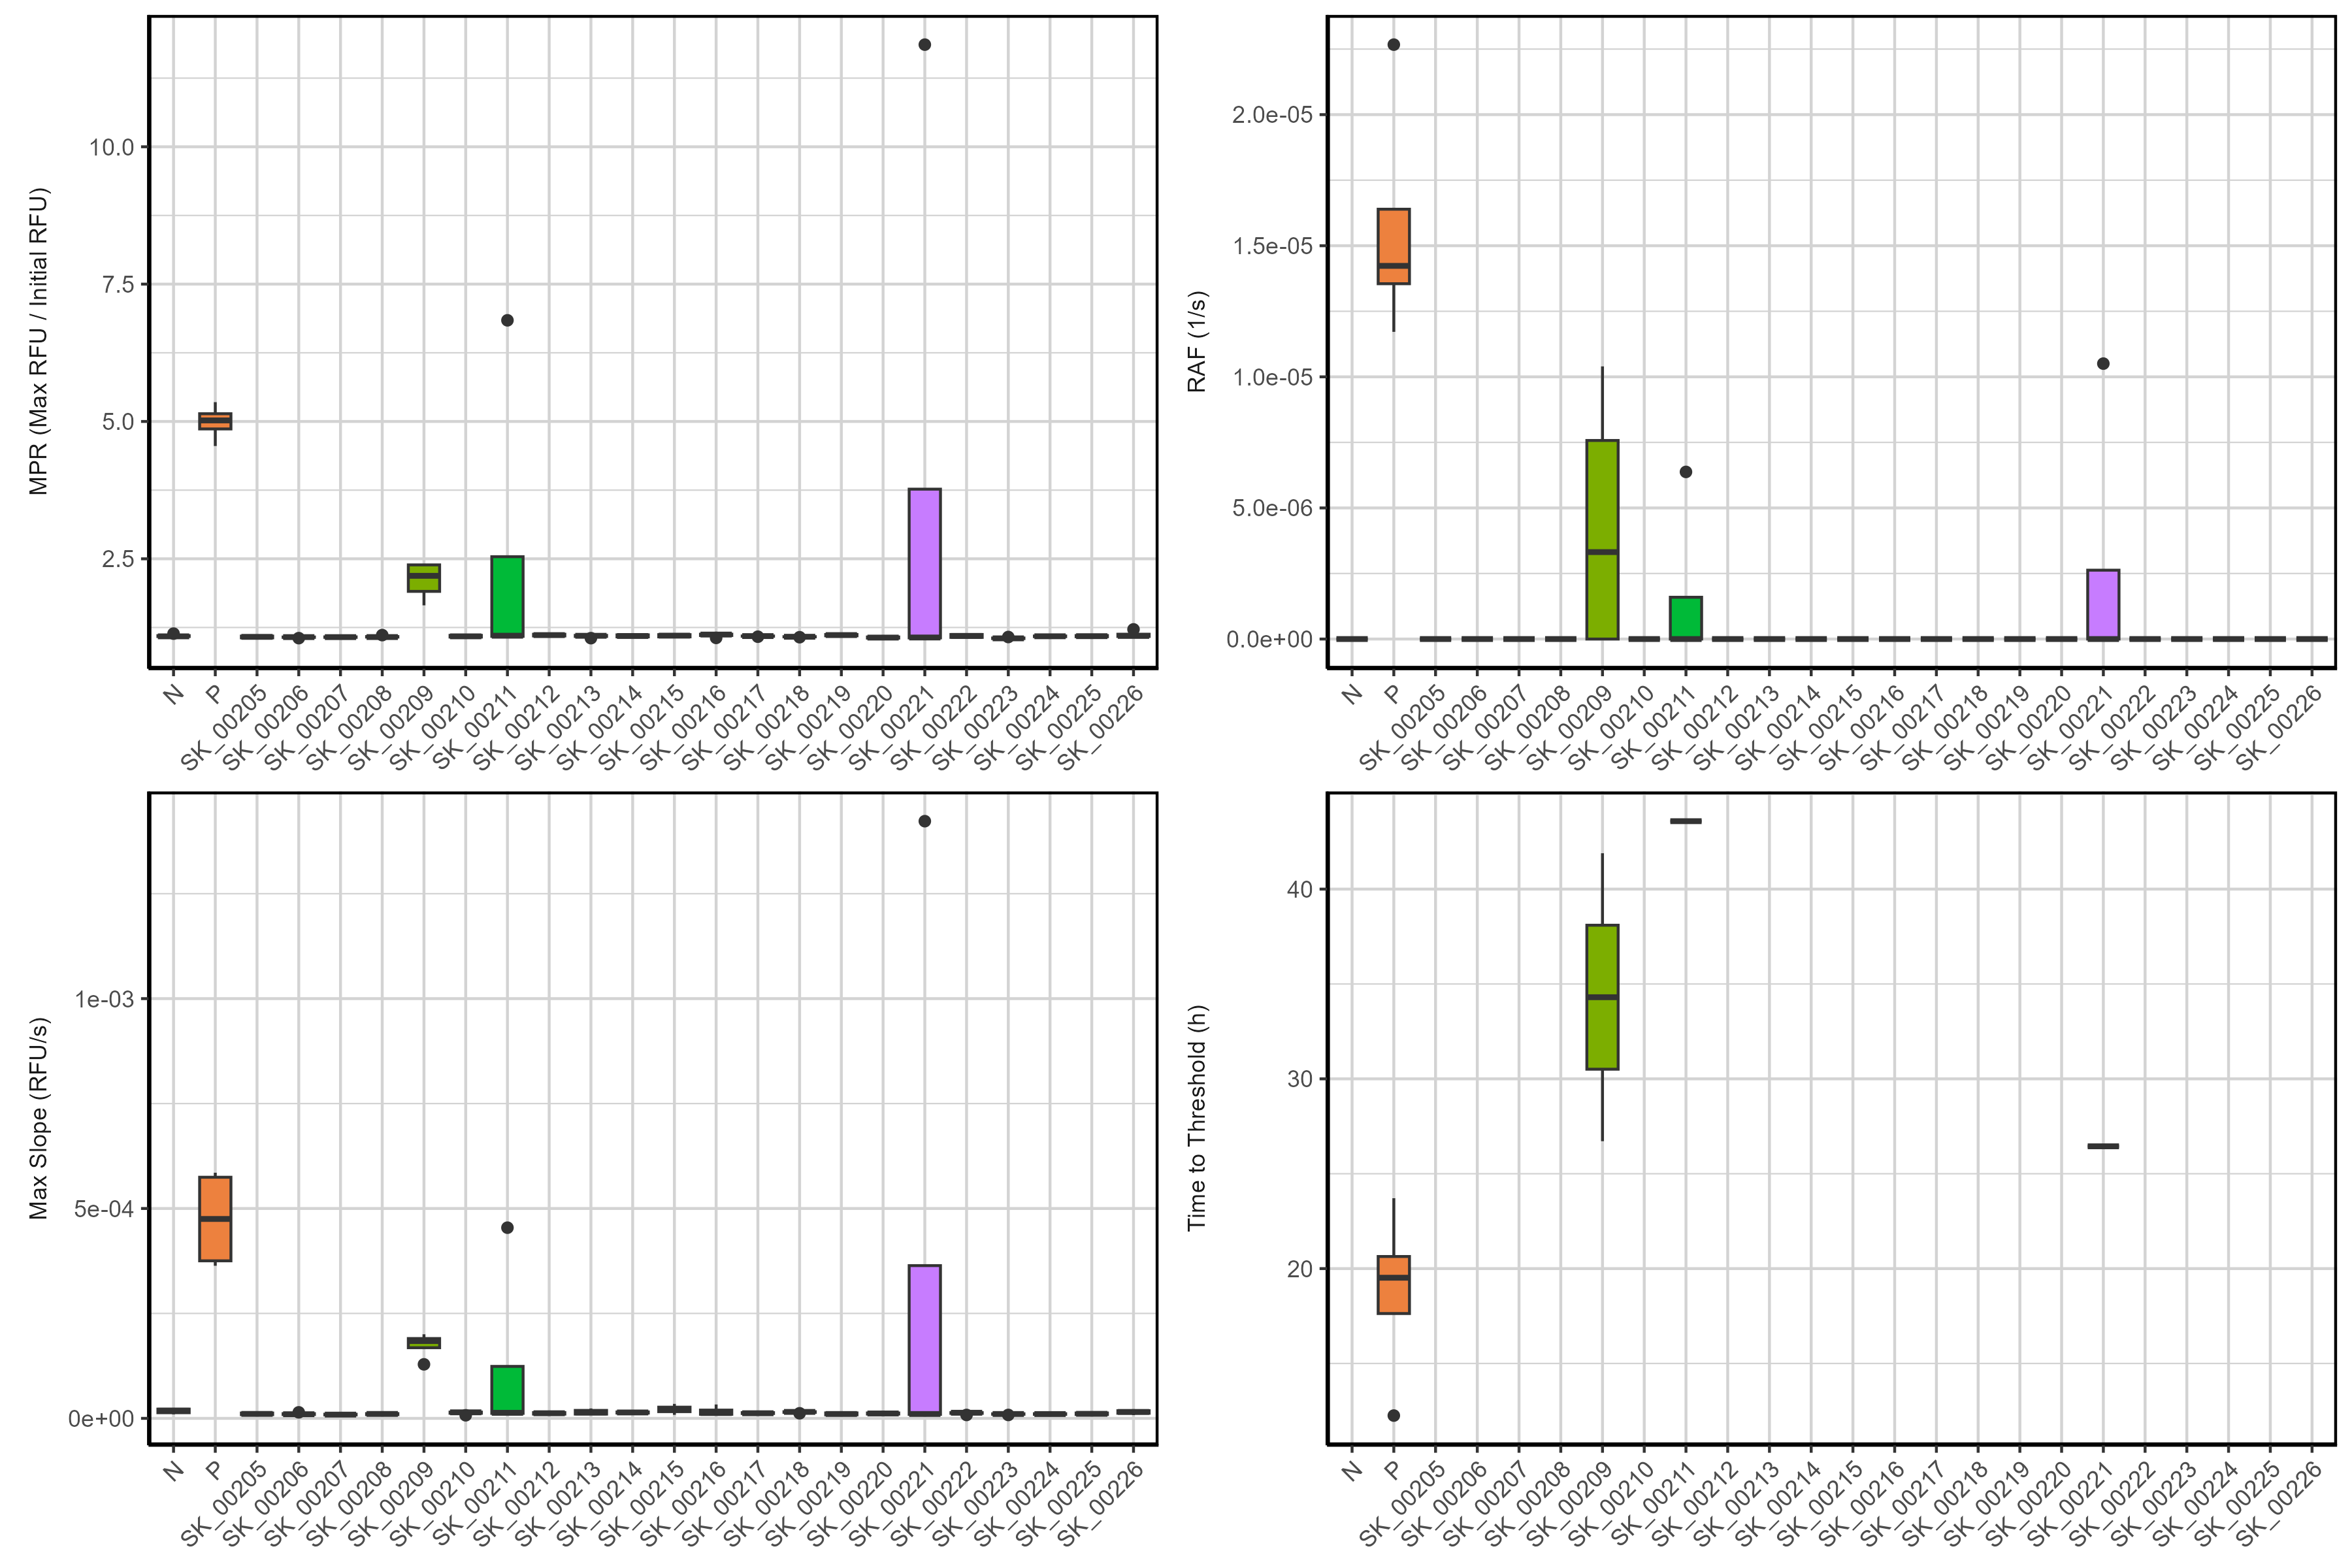 MPR (Max RFU / Initial RFU)
10.0
7.5
5.0
2.5
N
P
SK_00205
SK_00206
SK_00207
SK_00208
SK_00209
SK_00210
SK_00211
SK_00212
SK_00213
SK_00214
SK_00215
SK_00216
SK_00217
SK_00218
SK_00219
SK_00220
SK_00221
SK_00222
SK_00223
SK_00224
SK_00225
SK_00226
RAF (1/s)
2.0e-05
1.5e-05
1.0e-05
5.0e-06
0.0e+00
N
P
SK_00205
SK_00206
SK_00207
SK_00208
SK_00209
SK_00210
SK_00211
SK_00212
SK_00213
SK_00214
SK_00215
SK_00216
SK_00217
SK_00218
SK_00219
SK_00220
SK_00221
SK_00222
SK_00223
SK_00224
SK_00225
SK_00226
Max Slope (RFU/s)
1e-03
5e-04
0e+00
N
P
SK_00205
SK_00206
SK_00207
SK_00208
SK_00209
SK_00210
SK_00211
SK_00212
SK_00213
SK_00214
SK_00215
SK_00216
SK_00217
SK_00218
SK_00219
SK_00220
SK_00221
SK_00222
SK_00223
SK_00224
SK_00225
SK_00226
Time to Threshold (h)
40
30
20
N
P
SK_00205
SK_00206
SK_00207
SK_00208
SK_00209
SK_00210
SK_00211
SK_00212
SK_00213
SK_00214
SK_00215
SK_00216
SK_00217
SK_00218
SK_00219
SK_00220
SK_00221
SK_00222
SK_00223
SK_00224
SK_00225
SK_00226